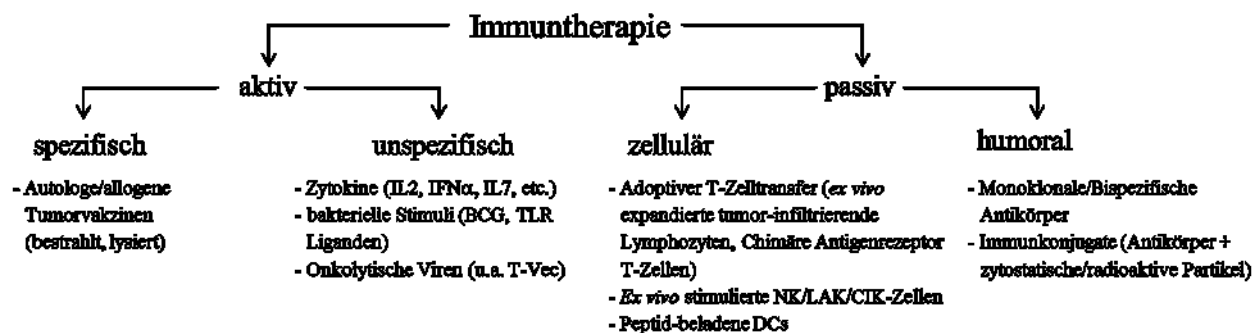 Immuntherapie
aktiv
passiv
spezifisch
unspezifisch
zellulär
humoral
- Autologe/allogene
Tumorvakzinen
(bestrahlt, lysiert)
- Zytokine (IL2, IFNα, IL7, etc.)
- bakterielle Stimuli (BCG, TLR
Liganden)
- Onkolytische Viren (u.a. T-Vec)
- Adoptiver T-Zelltransfer (ex vivo
expandierte tumor-infiltrierende
Lymphozyten, Chimäre Antigenrezeptor
T-Zellen)
- Ex vivo stimulierte NK/LAK/CIK-Zellen
- Peptid-beladene DCs
- Monoklonale/Bispezifische
Antikörper
- Immunkonjugate (Antikörper +
zytostatische/radioaktive Partikel)